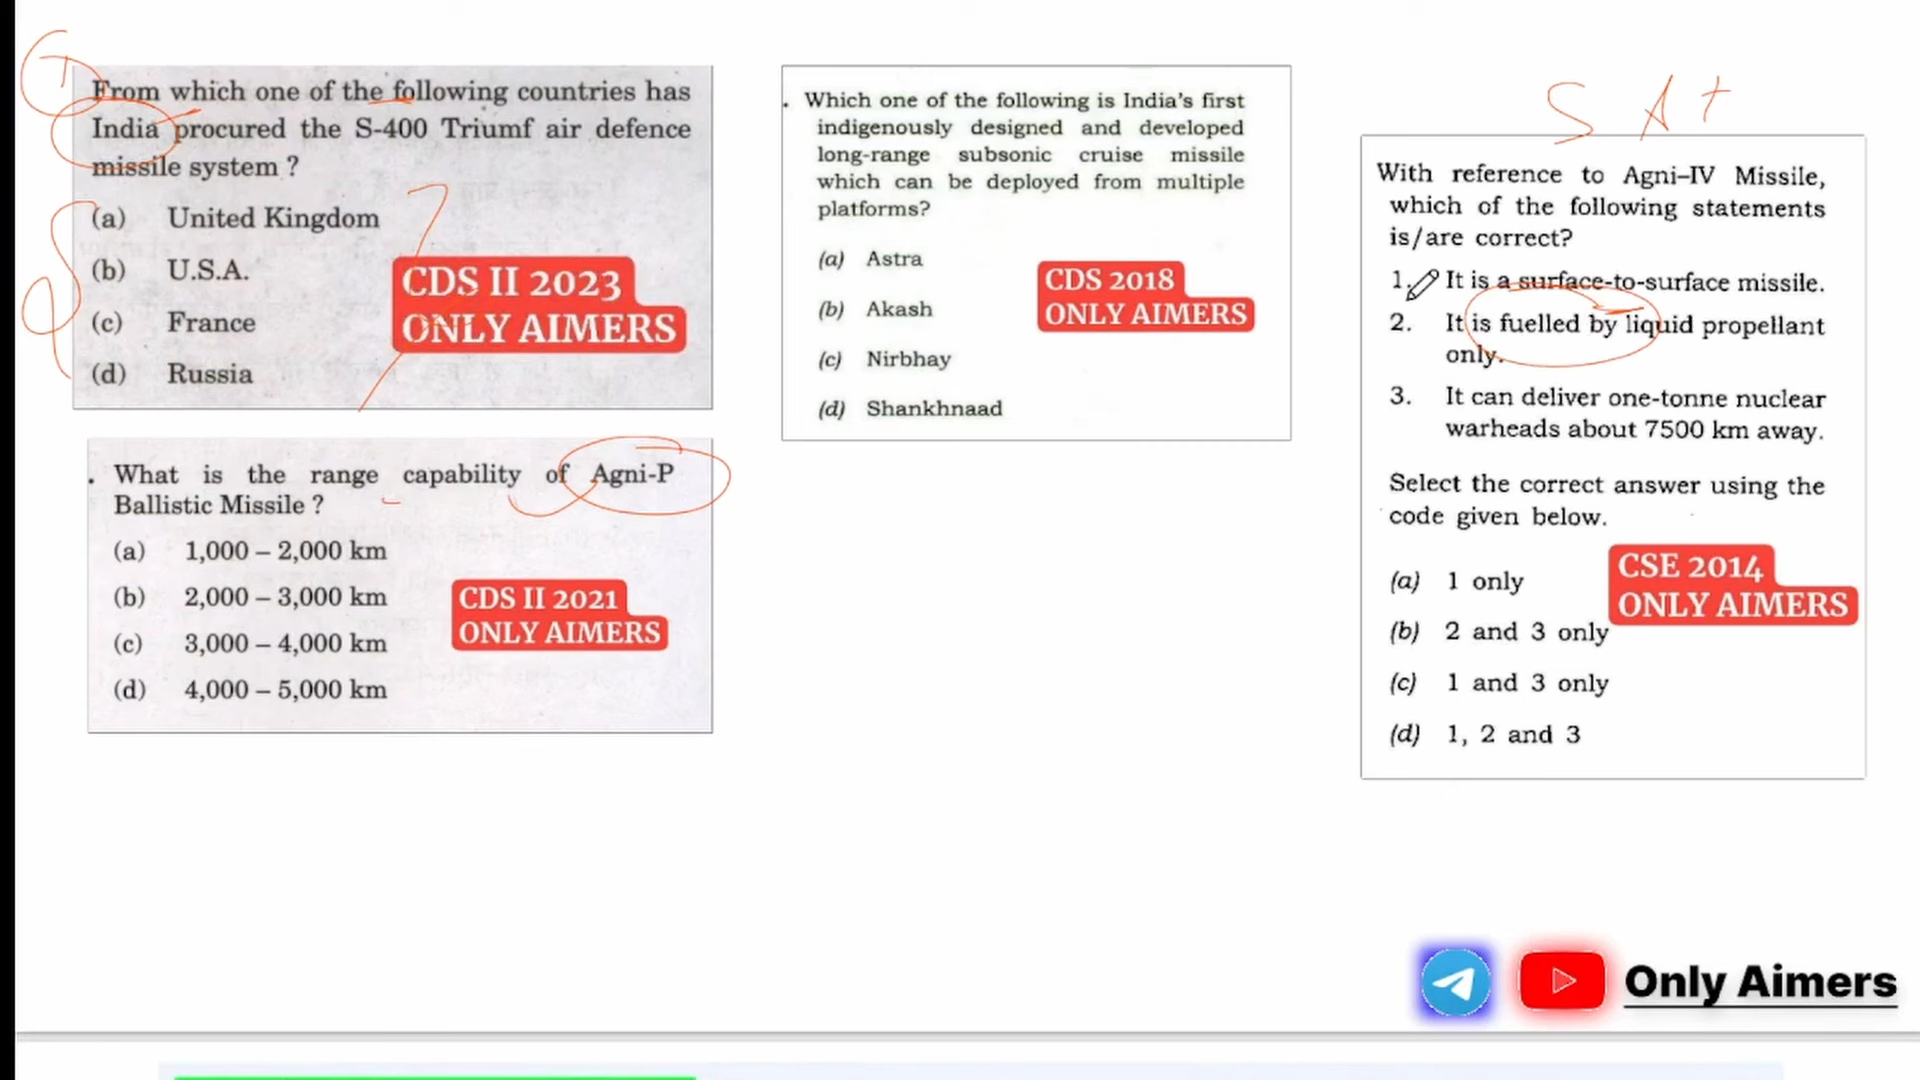 From which one of the following countries has
India procured the S-400 Triumf air defence
missile system ?
(a) United Kingdom
(b) U.S.A.
(c) France
(d) Russia
CDS II 2023
ONLY AIMERS
. What is the range capability of Agni-P
Ballistic Missile ?
(a) 1,000 – 2,000 km
(b) 2,000 – 3,000 km
(c) 3,000 – 4,000 km
(d) 4,000 – 5,000 km
CDS II 2021
ONLY AIMERS
. Which one of the following is India's first
indigenously designed and developed
long-range subsonic cruise missile
which can be deployed from multiple
platforms?
(a) Astra
(b) Akash
(c) Nirbhay
(d) Shankhnaad
CDS 2018
ONLY AIMERS
With reference to Agni–IV Missile,
which of the following statements
is/are correct?
1. It is a surface-to-surface missile.
2. It is fuelled by liquid propellant
only.
3. It can deliver one-tonne nuclear
warheads about 7500 km away.
Select the correct answer using the
code given below.
(a) 1 only
(b) 2 and 3 only
(c) 1 and 3 only
(d) 1, 2 and 3
CSE 2014
ONLY AIMERS
Only Aimers